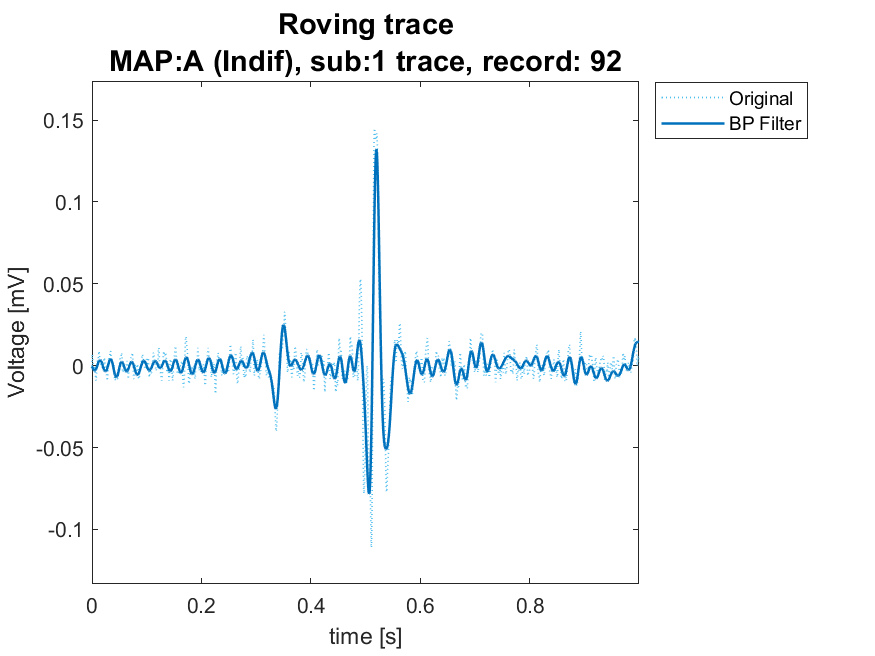 Roving trace
MAP:A (Indif), sub:1 trace, record: 92
Original
BP Filter
0.15
0.1
0.05
0
-0.05
-0.1
Voltage [mV]
0
0.2
0.4
0.6
0.8
time [s]